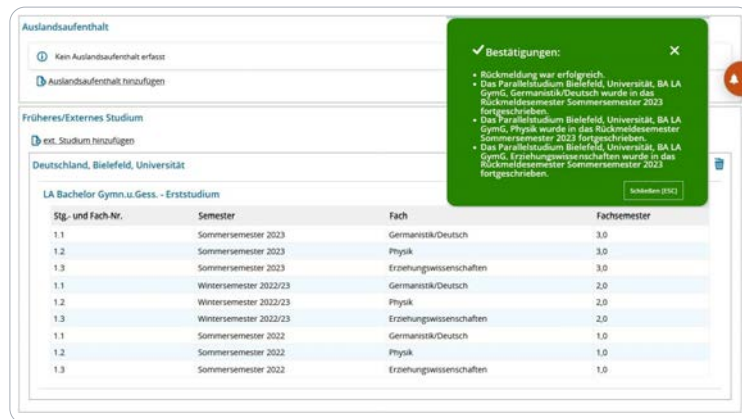 Auslandsaufenthalt
Kein Auslandsaufenthalt erfasst
Auslandsaufenthalt hinzufügen
Bestätigungen:
Rückmeldung war erfolgreich.
Das Parallelstudium Bielefeld, Universität, BA LA
GymG, Germanistik/Deutsch wurde in das
Rückmeldesemester Sommersemester 2023
fortgeschrieben.
Das Parallelstudium Bielefeld, Universität, BA LA
GymG, Physik wurde in das Rückmeldesemester
Sommersemester 2023 fortgeschrieben.
Das Parallelstudium Bielefeld, Universität, BA LA
GymG, Erziehungswissenschaften wurde in das
Rückmeldesemester Sommersemester 2023
fortgeschrieben.
Schließen [ESC]
Früheres/Externes Studium
ext. Studium hinzufügen
Deutschland, Bielefeld, Universität
LA Bachelor Gymn.u.Gess. - Erststudium
Stg.- und Fach-Nr. Semester Fach Fachsemester
1.1 Sommersemester 2023 Germanistik/Deutsch 3,0
1.2 Sommersemester 2023 Physik 3,0
1.3 Sommersemester 2023 Erziehungswissenschaften 3,0
1.1 Wintersemester 2022/23 Germanistik/Deutsch 2,0
1.2 Wintersemester 2022/23 Physik 2,0
1.3 Wintersemester 2022/23 Erziehungswissenschaften 2,0
1.1 Sommersemester 2022 Germanistik/Deutsch 1,0
1.2 Sommersemester 2022 Physik 1,0
1.3 Sommersemester 2022 Erziehungswissenschaften 1,0